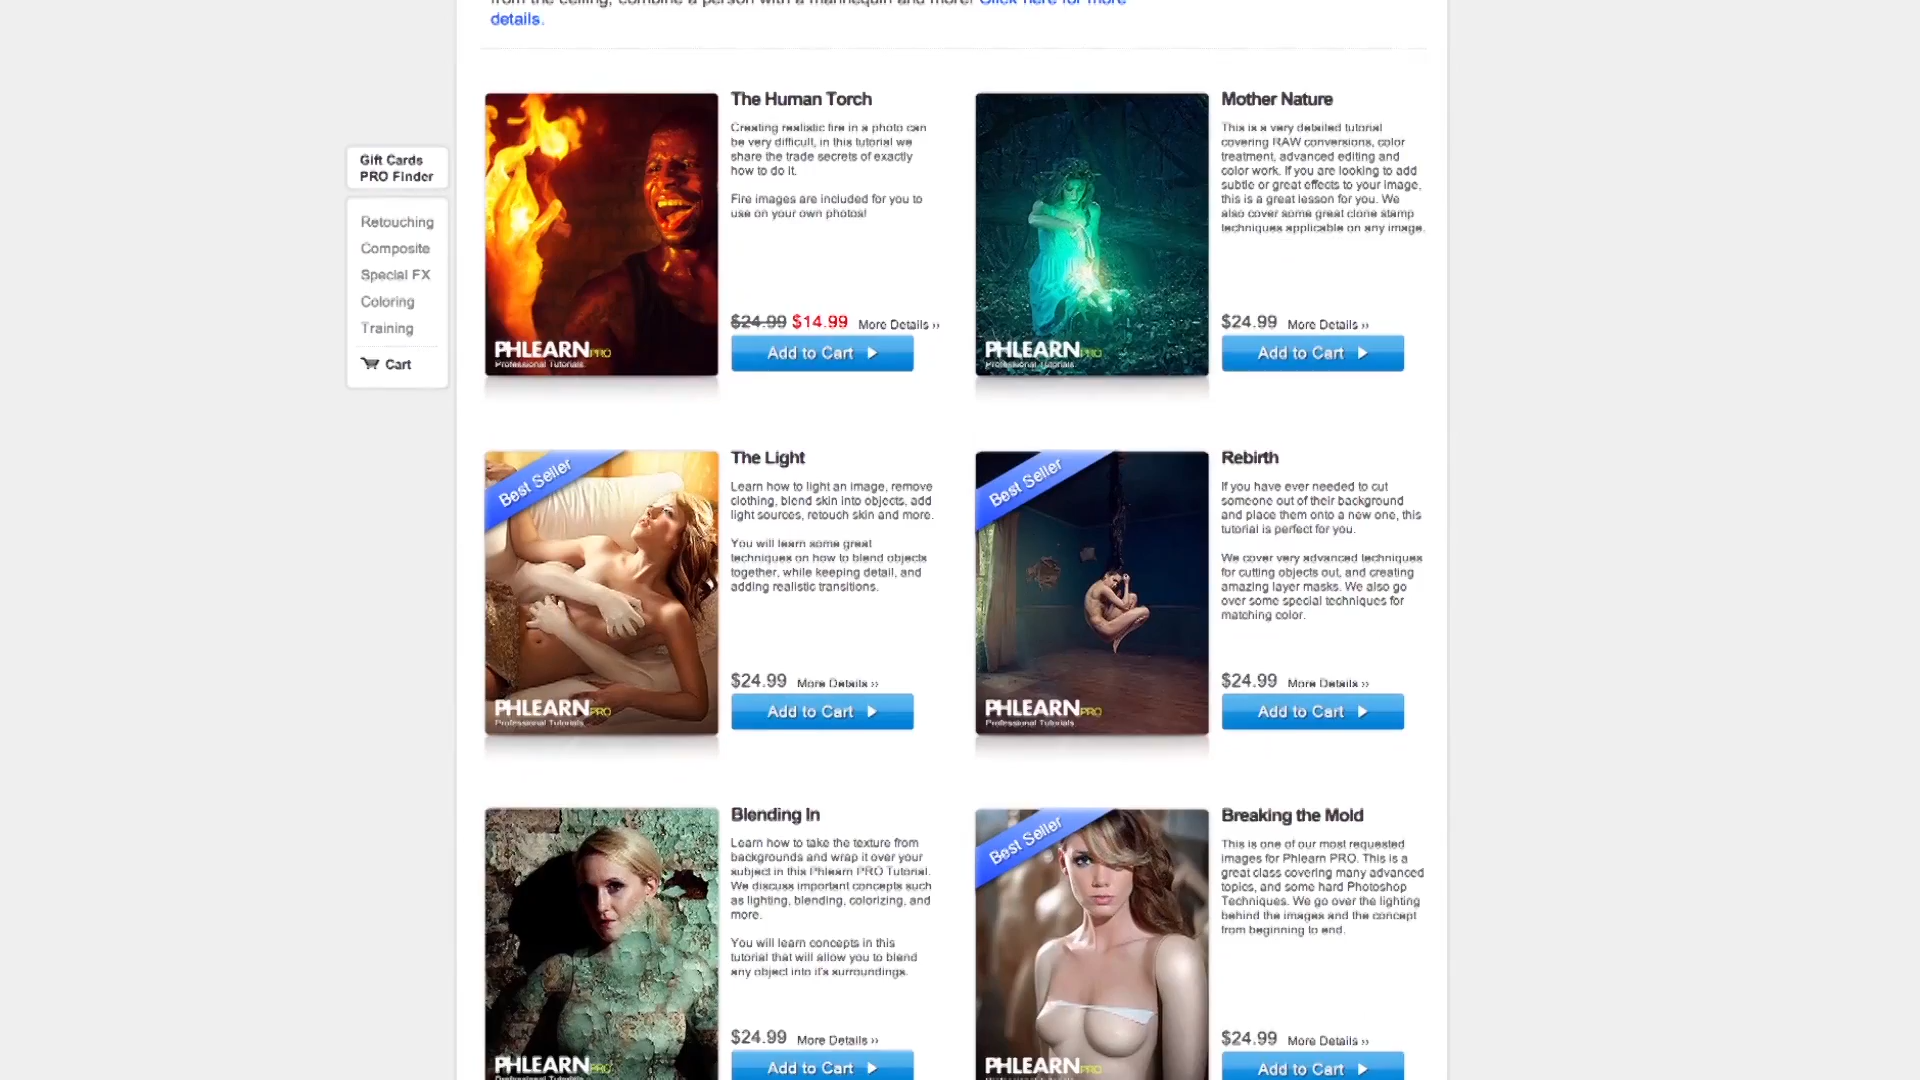 details.
Gift Cards
PRO Finder
Retouching
Composite
Special FX
Coloring
Training
Cart
The Human Torch
Creating realistic fire in a photo can
be very difficult, in this tutorial we
share the trade secrets of exactly
how to do it.
Fire images are included for you to
use on your own photos!
$24.99 $14.99 More Details ››
Add to Cart
PHLEARN PRO
Professional Tutorials
Mother Nature
This is a very detailed tutorial
covering RAW conversions, color
treatment, advanced editing and
color work. If you are looking to add
subtle or great effects to your image,
this is a great lesson for you. We
also cover some great clone stamp
techniques applicable on any image.
$24.99 More Details ››
Add to Cart
PHLEARN PRO
Professional Tutorials
Best Seller
The Light
Learn how to light an image, remove
clothing, blend skin into objects, add
light sources, retouch skin and more.
You will learn some great
techniques on how to blend objects
together, while keeping detail, and
adding realistic transitions.
$24.99 More Details ››
Add to Cart
PHLEARN PRO
Professional Tutorials
Best Seller
Rebirth
If you have ever needed to cut
someone out of their background
and place them onto a new one, this
tutorial is perfect for you.
We cover very advanced techniques
for cutting objects out, and creating
amazing layer masks. We also go
over some special techniques for
matching color.
$24.99 More Details ››
Add to Cart
PHLEARN PRO
Professional Tutorials
Blending In
Learn how to take the texture from
backgrounds and wrap it over your
subject in this Phlearn PRO Tutorial.
We discuss important concepts such
as lighting, blending, colorizing, and
more.
You will learn concepts in this
tutorial that will allow you to blend
any object into it's surroundings.
$24.99 More Details ››
Add to Cart
PHLEARN PRO
Best Seller
Breaking the Mold
This is one of our most requested
images for Phlearn PRO. This is a
great class covering many advanced
topics, and some hard Photoshop
Techniques. We go over the lighting
behind the images and the concept
from beginning to end.
$24.99 More Details ››
Add to Cart
PHLEARN PRO